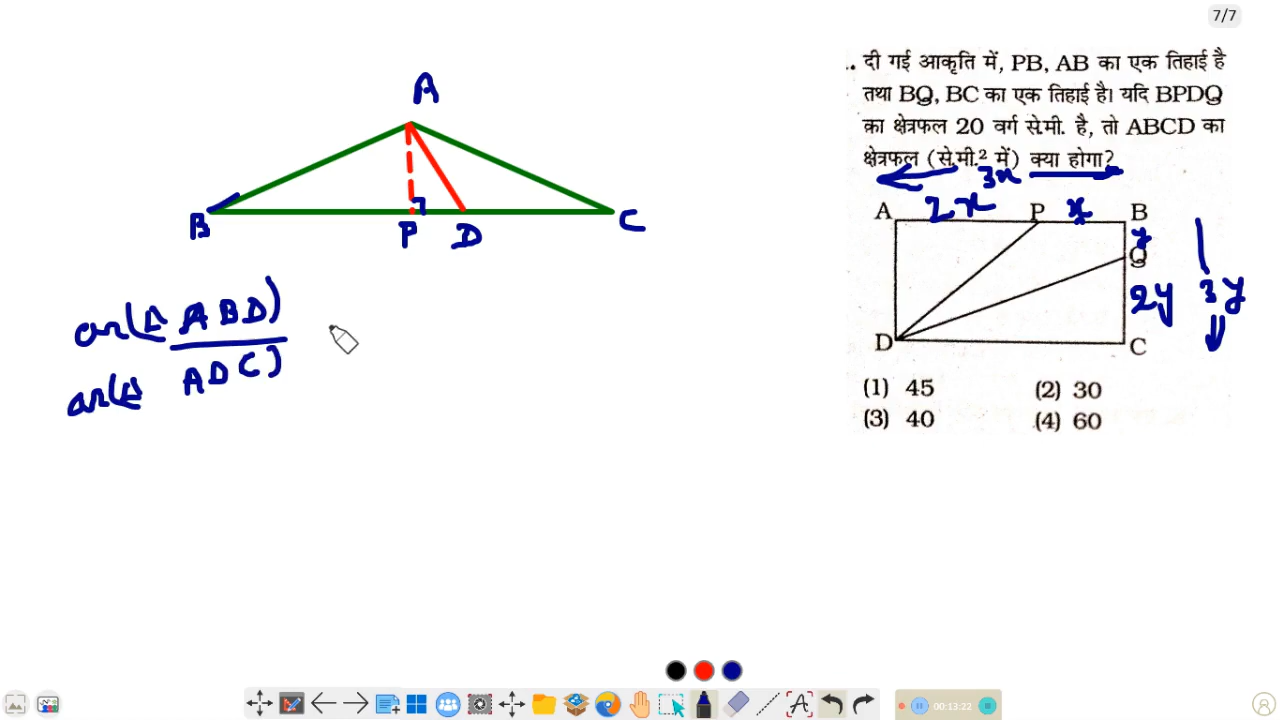 7/7
.. दी गई आकृति में, PB, AB का एक तिहाई है
तथा BQ, BC का एक तिहाई है। यदि BPDQ
का क्षेत्रफल 20 वर्ग से.मी. है, तो ABCD का
क्षेत्रफल (से.मी.² में) क्या होगा?
3x
A 2x P x B
y
Q
2y 3y
D C
(1) 45 (2) 30
(3) 40 (4) 60
A
B P D C
ar(Δ ABD)
ar(Δ ADC)
00:13:22